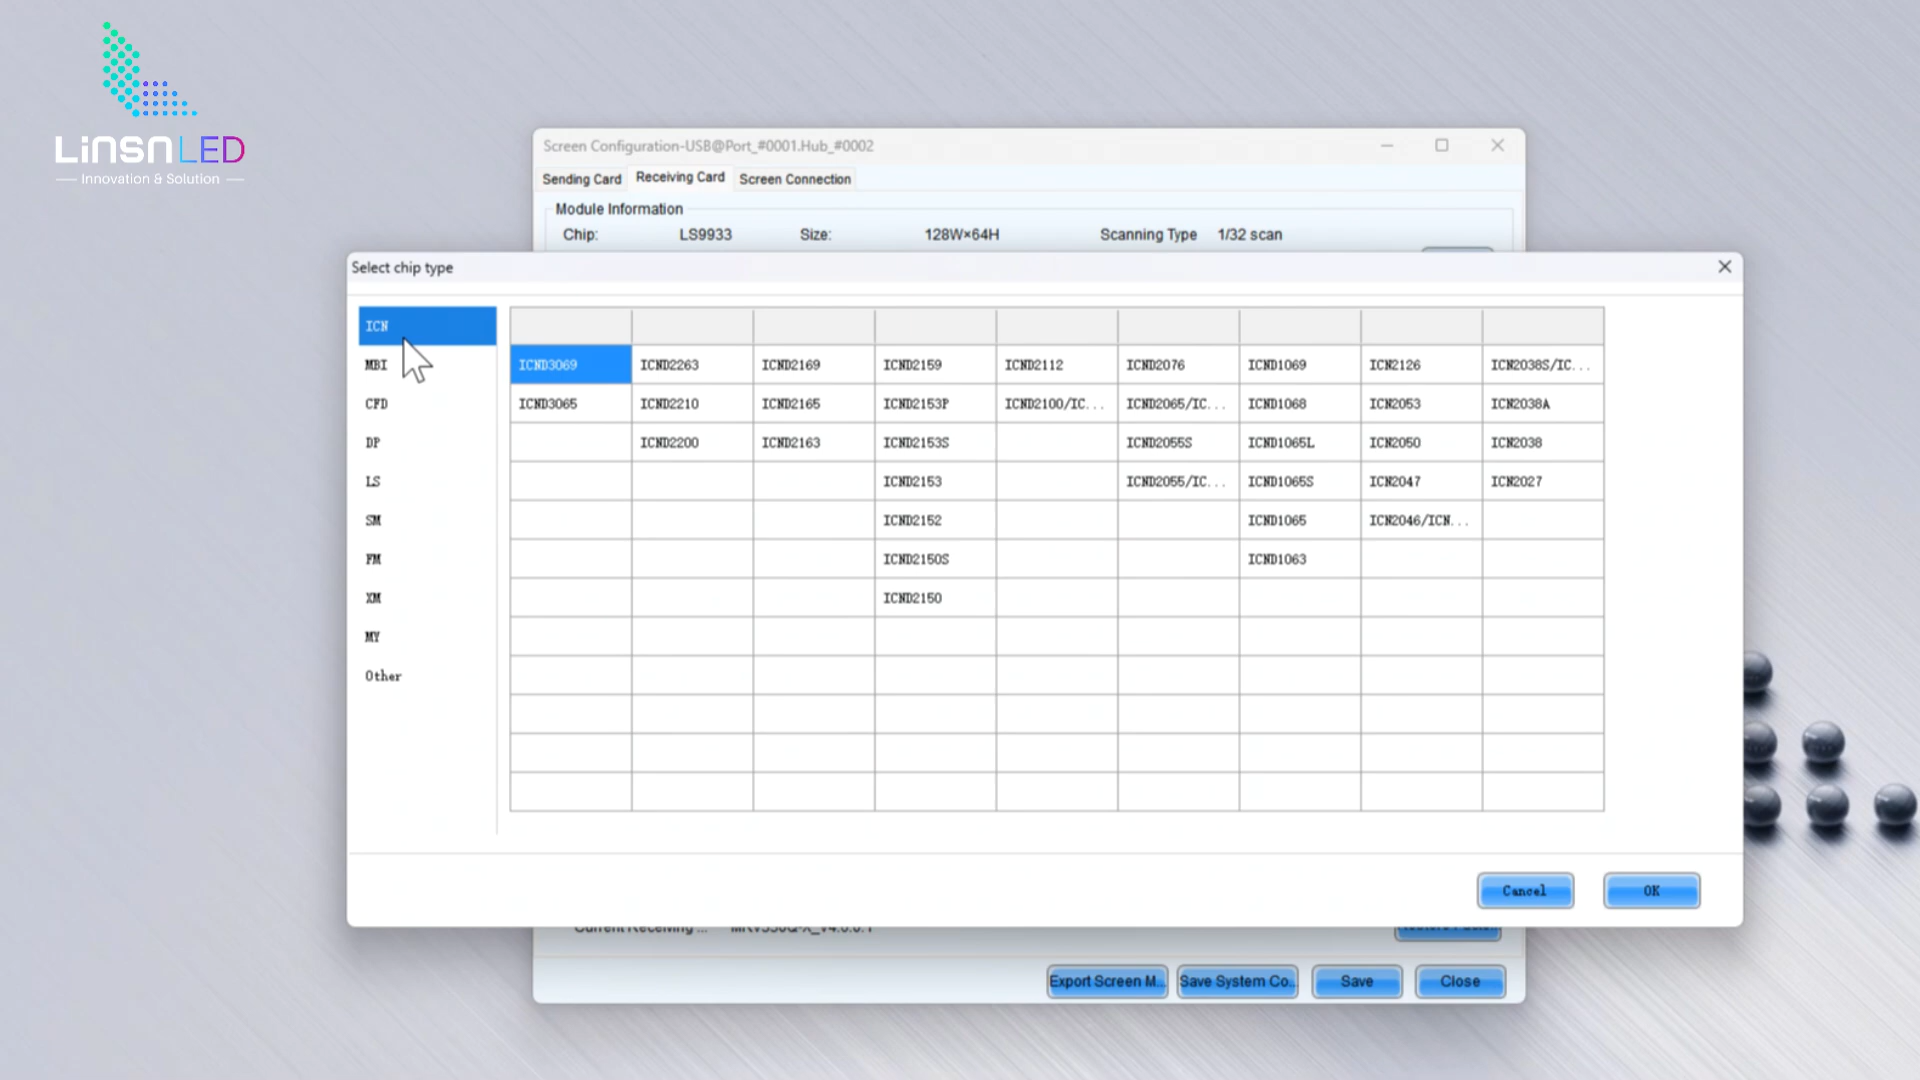 LINSN LED
Innovation & Solution
Screen Configuration-USB@Port_#0001.Hub_#0002
Sending Card Receiving Card Screen Connection
Module Information
Chip: LS9933 Size: 128W×64H Scanning Type 1/32 scan
Select chip type
ICN
MBI
CFD
DP
LS
SM
FM
XM
MY
Other
ICND3069 ICND2263 ICND2169 ICND2159 ICND2112 ICND2076 ICND1069 ICN2126 ICN2038S/IC...
ICND3065 ICND2210 ICND2165 ICND2153P ICND2100/IC... ICND2065/IC... ICND1068 ICN2053 ICN2038A
ICND2200 ICND2163 ICND2153S ICND2055S ICND1065L ICN2050 ICN2038
ICND2153 ICND2055/IC... ICND1065S ICN2047 ICN2027
ICND2152 ICND1065 ICN2046/ICN...
ICND2150S ICND1063
ICND2150
Cancel OK
Current Receiving ...
Export Screen M... Save System Co... Save Close